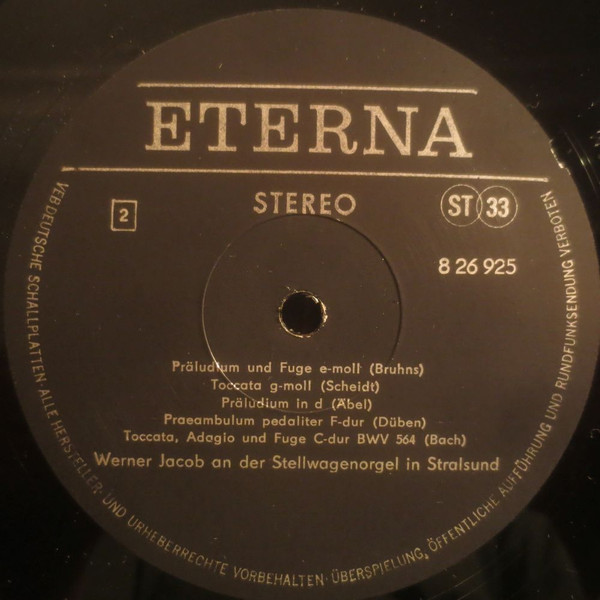 ETERNA
STEREO
2
ST 33
8 26 925
Präludium und Fuge e-moll (Bruhns)
Toccata g-moll (Scheidt)
Präludium in d (Abel)
Praeambulum pedaliter F-dur (Düben)
Toccata, Adagio und Fuge C-dur BWV 564 (Bach)
Werner Jacob an der Stellwagenorgel in Stralsund
VEB DEUTSCHE SCHALLPLATTEN · ALLE HERSTELLER- UND URHEBERRECHTE VORBEHALTEN · ÜBERSPIELUNG, ÖFFENTLICHE AUFFÜHRUNG UND RUNDFUNKSENDUNG VERBOTEN